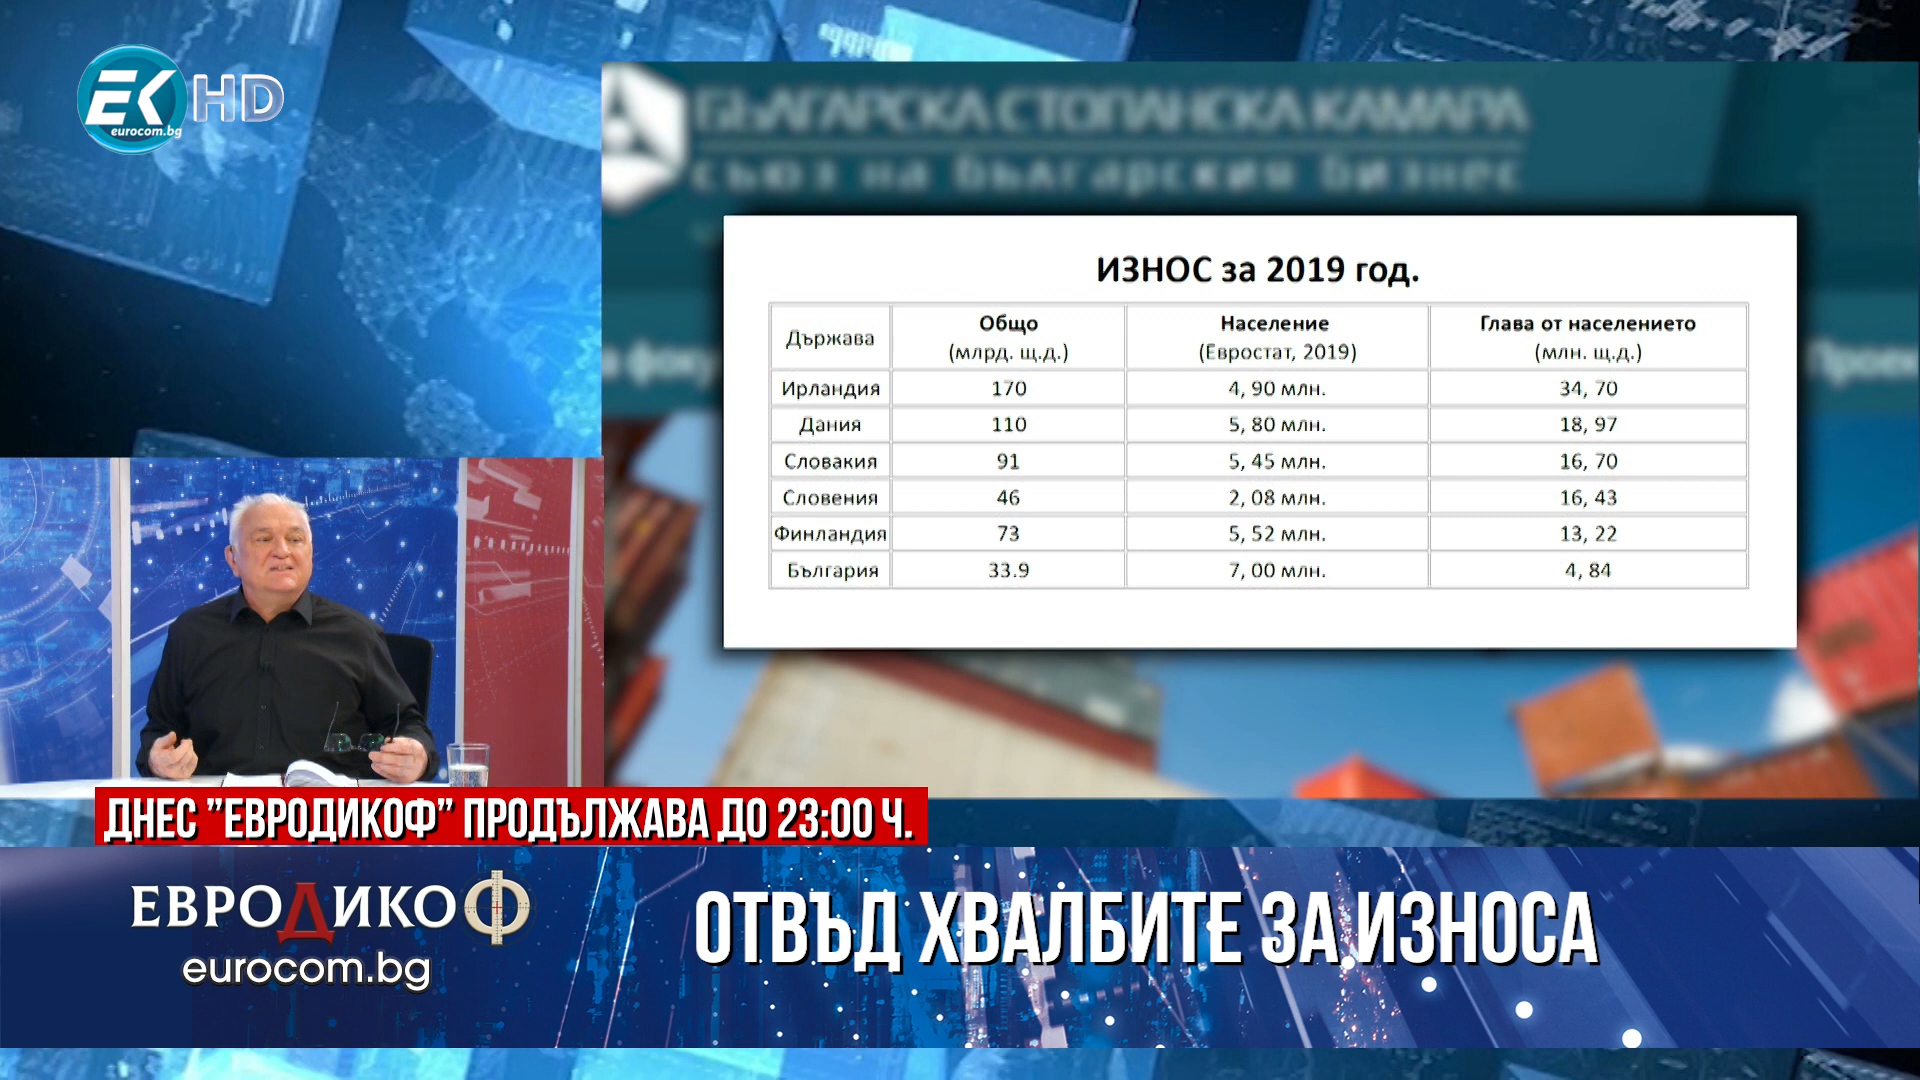 ЕК HD
eurocom.bg
БЪЛГАРСКА СТОПАНСКА КАМАРА
съюз на българския бизнес
ИЗНОС за 2019 год.
Държава Общо (млрд. щ.д.) Население (Евростат, 2019) Глава от населението (млн. щ.д.)
Ирландия 170 4, 90 млн. 34, 70
Дания 110 5, 80 млн. 18, 97
Словакия 91 5, 45 млн. 16, 70
Словения 46 2, 08 млн. 16, 43
Финландия 73 5, 52 млн. 13, 22
България 33.9 7, 00 млн. 4, 84
ДНЕС "ЕВРОДИКОФ" ПРОДЪЛЖАВА ДО 23:00 Ч.
ЕВРОДИКОФ
eurocom.bg
ОТВЪД ХВАЛБИТЕ ЗА ИЗНОСА